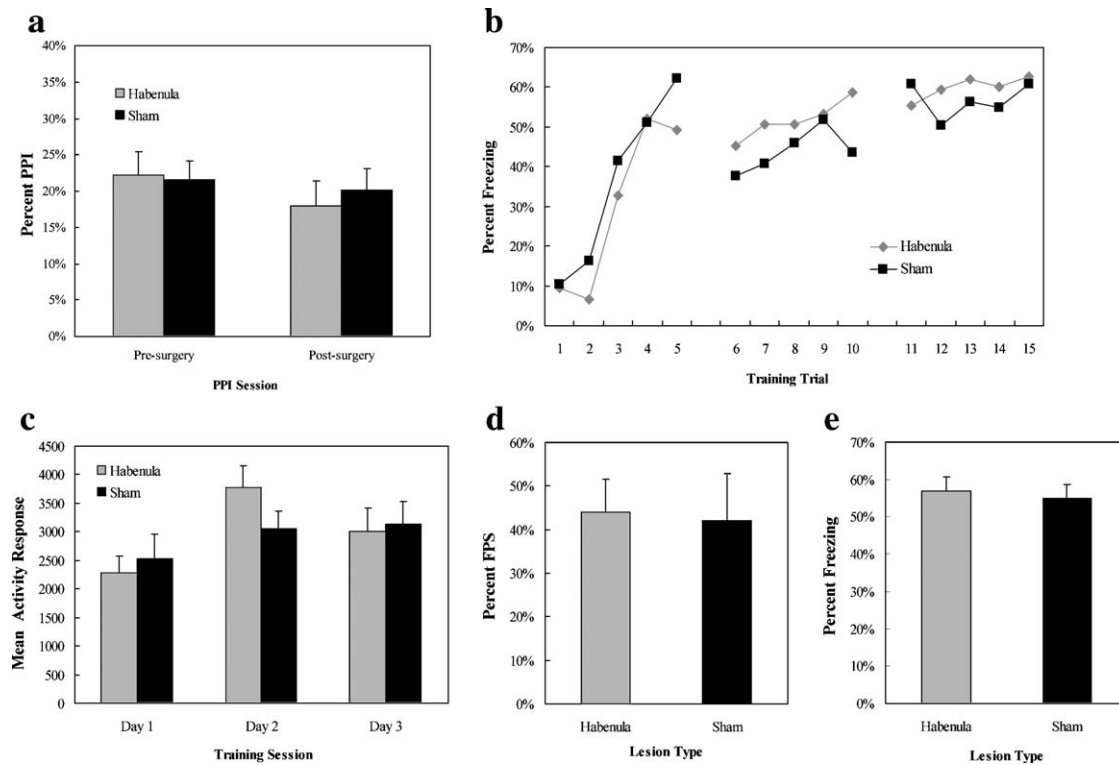 a
40%
35%
30%
25%
20%
15%
10%
5%
0%
Percent PPI
Habenula
Sham
Pre-surgery Post-surgery
PPI Session
b
70%
60%
50%
40%
30%
20%
10%
0%
Percent Freezing
Habenula
Sham
1 2 3 4 5 6 7 8 9 10 11 12 13 14 15
Training Trial
c
4500
4000
3500
3000
2500
2000
1500
1000
500
0
Mean Activity Response
Habenula
Sham
Day 1 Day 2 Day 3
Training Session
d
60%
50%
40%
30%
20%
10%
0%
Percent FPS
Habenula Sham
Lesion Type
e
70%
60%
50%
40%
30%
20%
10%
0%
Percent Freezing
Habenula Sham
Lesion Type